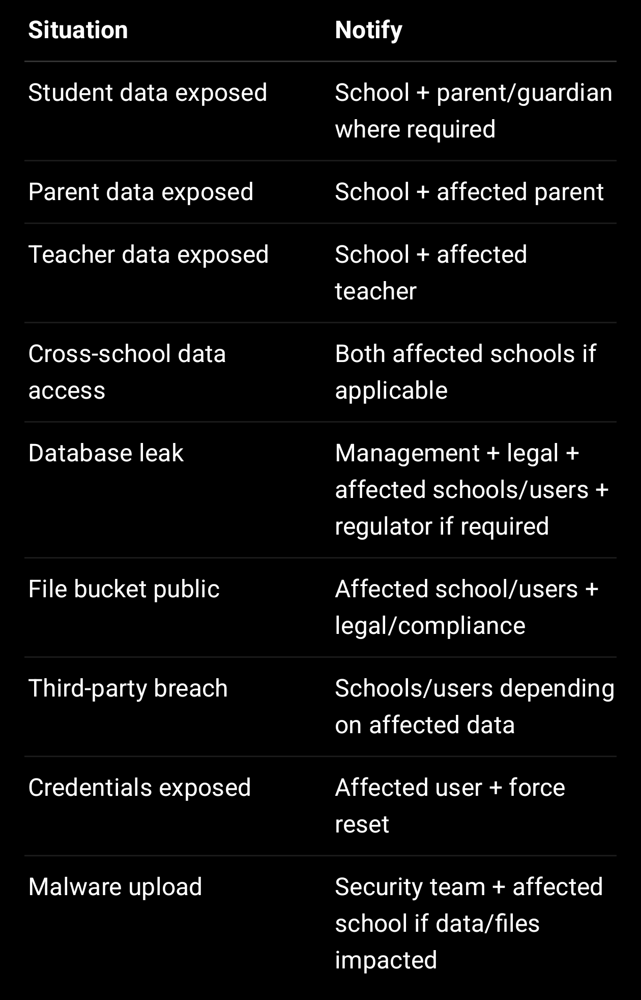 Situation
Notify
Student data exposed
School + parent/guardian
where required
Parent data exposed
School + affected parent
Teacher data exposed
School + affected
teacher
Cross-school data
access
Both affected schools if
applicable
Database leak
Management + legal +
affected schools/users +
regulator if required
File bucket public
Affected school/users +
legal/compliance
Third-party breach
Schools/users depending
on affected data
Credentials exposed
Affected user + force
reset
Malware upload
Security team + affected
school if data/files
impacted